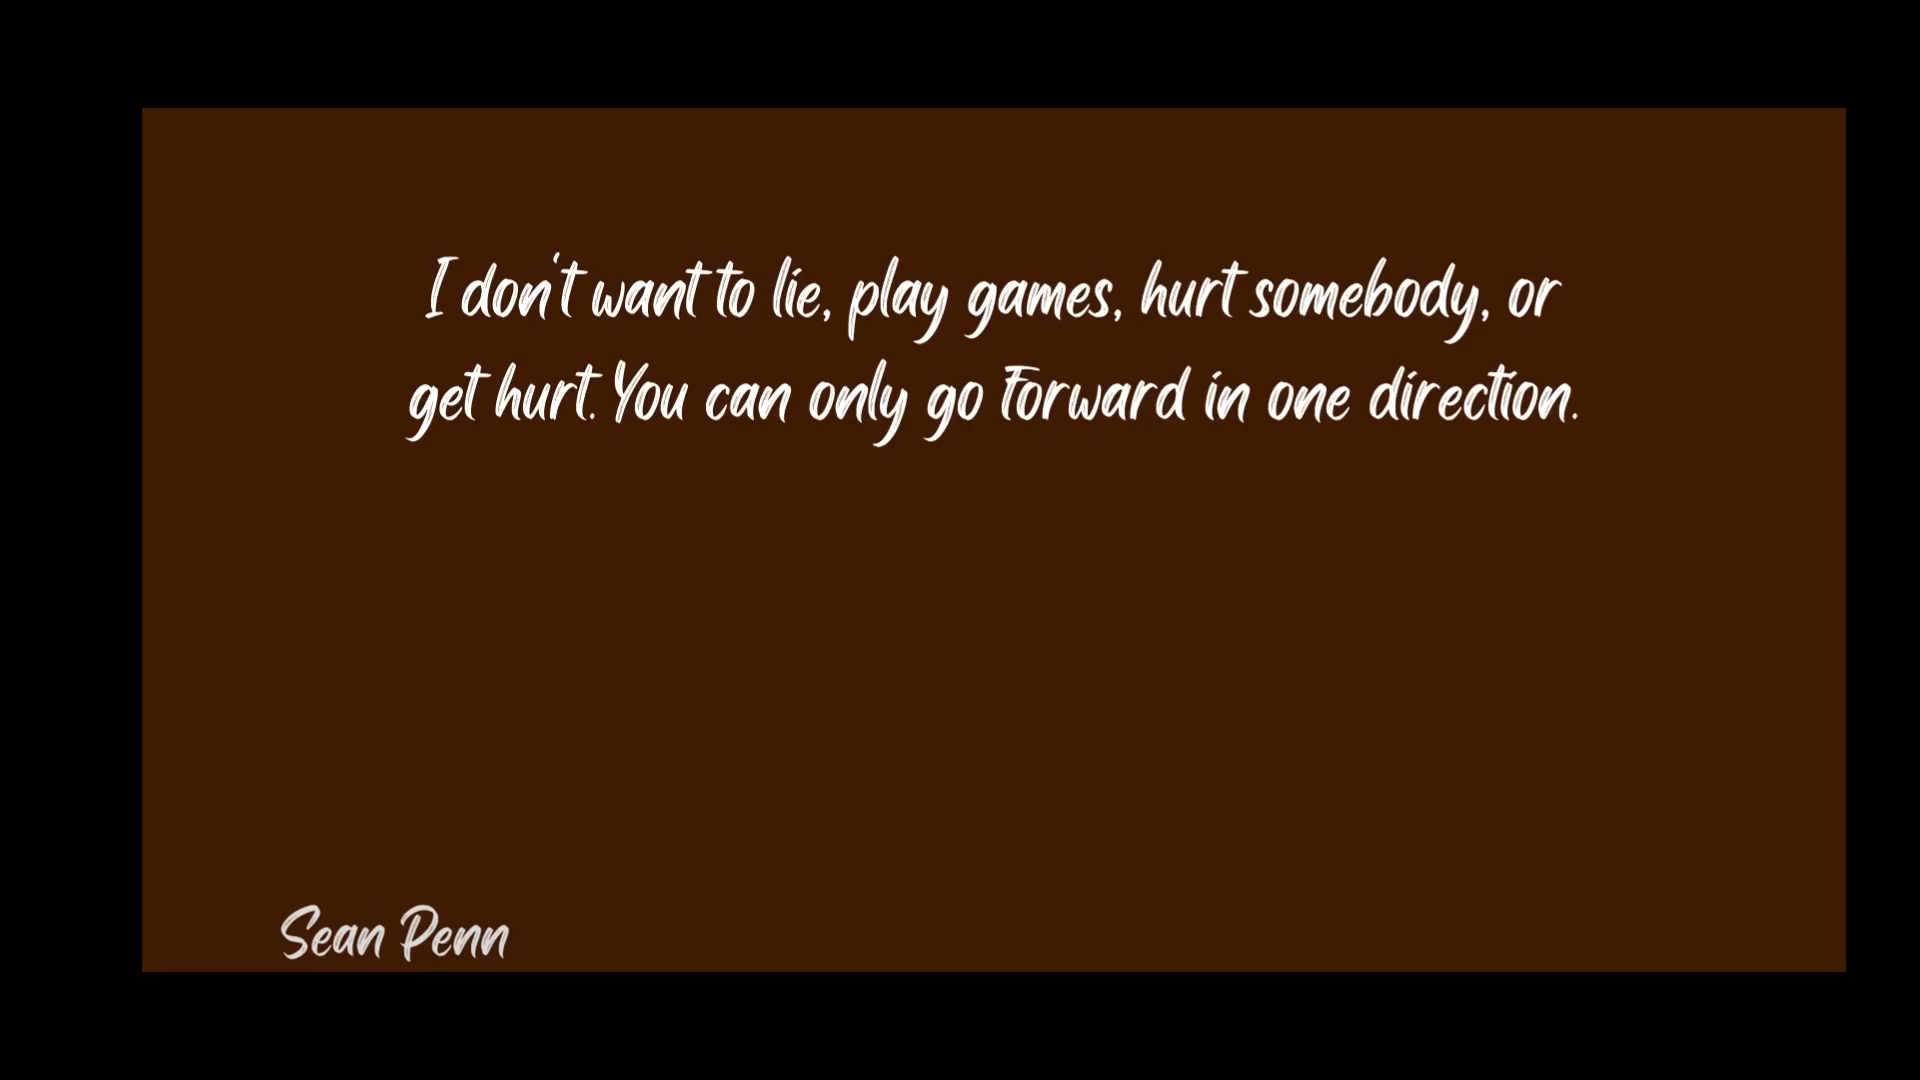 I don't want to lie, play games, hurt somebody, or
get hurt. You can only go forward in one direction.
Sean Penn